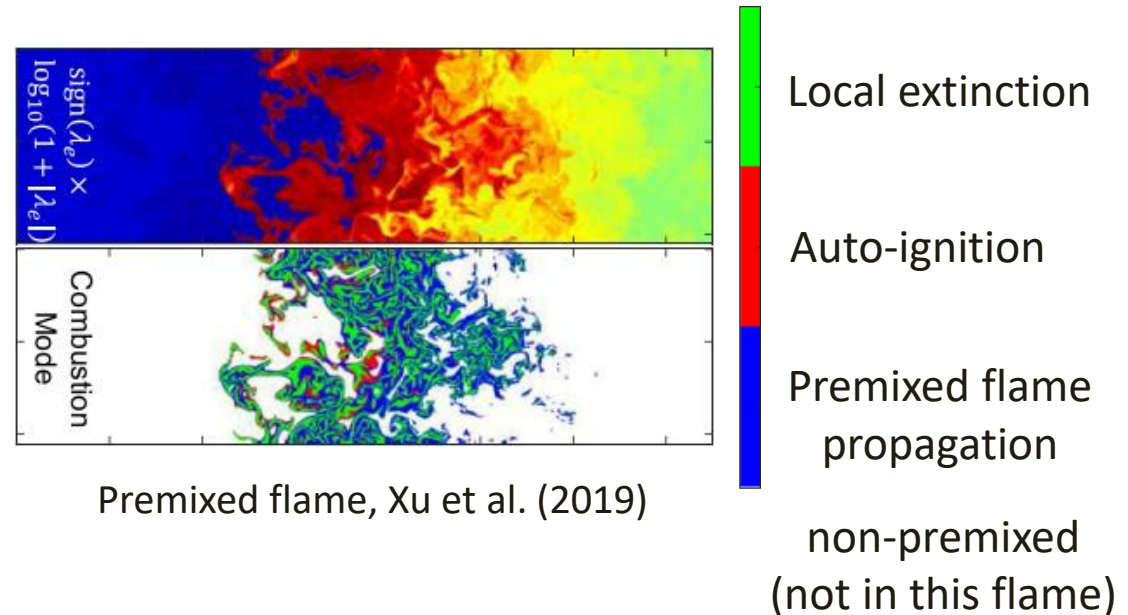 sign(λₑ) ×
log₁₀(1 + |λₑ|)
Combustion
Mode
Premixed flame, Xu et al. (2019)
Local extinction
Auto-ignition
Premixed flame
propagation
non-premixed
(not in this flame)